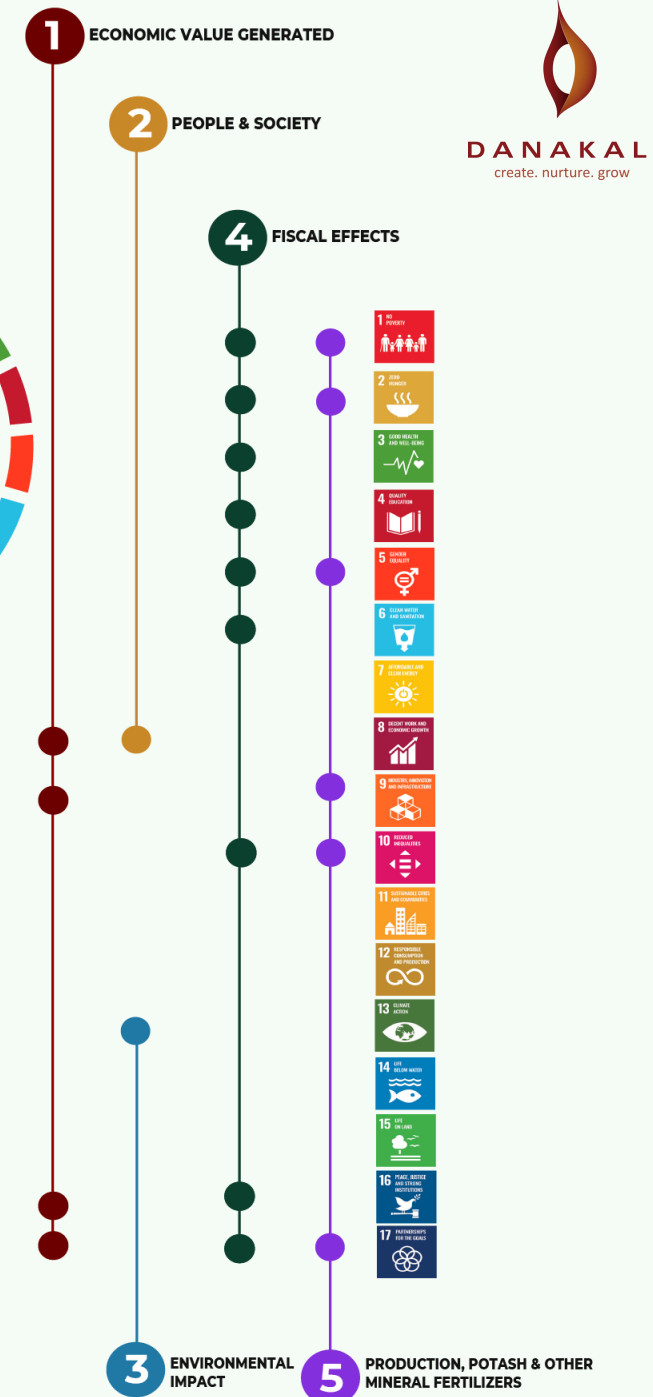 1 ECONOMIC VALUE GENERATED
DANAKAL
create. nurture. grow
2 PEOPLE & SOCIETY
4 FISCAL EFFECTS
1 NO
POVERTY
2 ZERO
HUNGER
3 GOOD HEALTH
AND WELL-BEING
4 QUALITY
EDUCATION
5 GENDER
EQUALITY
6 CLEAN WATER
AND SANITATION
7 AFFORDABLE AND
CLEAN ENERGY
8 DECENT WORK AND
ECONOMIC GROWTH
9 INDUSTRY, INNOVATION
AND INFRASTRUCTURE
10 REDUCED
INEQUALITIES
11 SUSTAINABLE CITIES
AND COMMUNITIES
12 RESPONSIBLE
CONSUMPTION
AND PRODUCTION
13 CLIMATE
ACTION
14 LIFE
BELOW WATER
15 LIFE
ON LAND
16 PEACE, JUSTICE
AND STRONG
INSTITUTIONS
17 PARTNERSHIPS
FOR THE GOALS
3 ENVIRONMENTAL
IMPACT
5 PRODUCTION, POTASH & OTHER
MINERAL FERTILIZERS